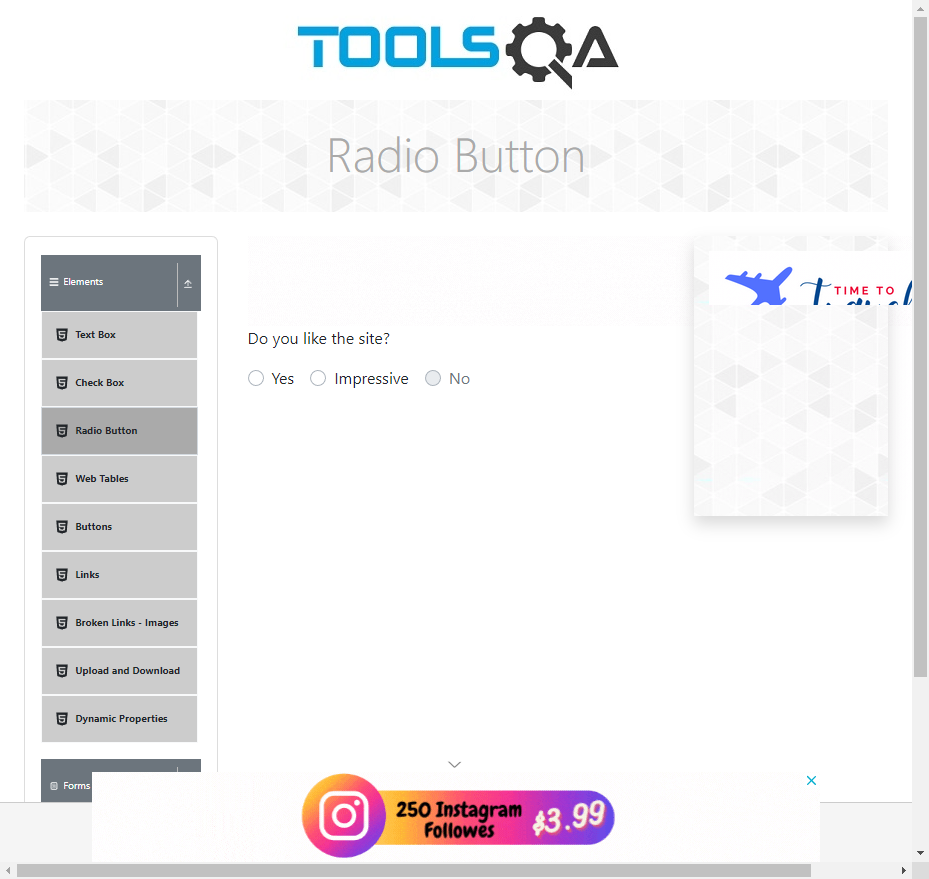 TOOLSQA
Radio Button
Elements
Text Box
Check Box
Radio Button
Web Tables
Buttons
Links
Broken Links - Images
Upload and Download
Dynamic Properties
Forms
Do you like the site?
Yes
Impressive
No
TIME TO
250 Instagram
Followes
$3.99